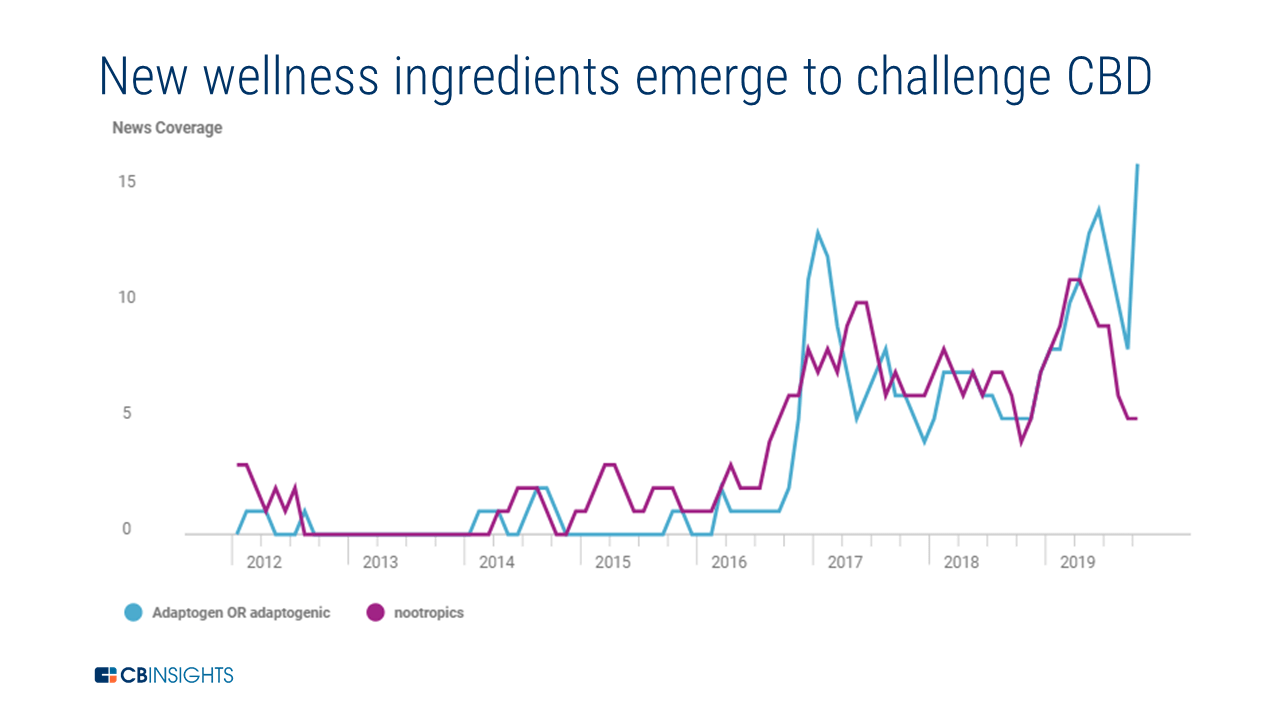 New wellness ingredients emerge to challenge CBD
News Coverage
15
10
5
0
2012 2013 2014 2015 2016 2017 2018 2019
Adaptogen OR adaptogenic nootropics
CBINSIGHTS